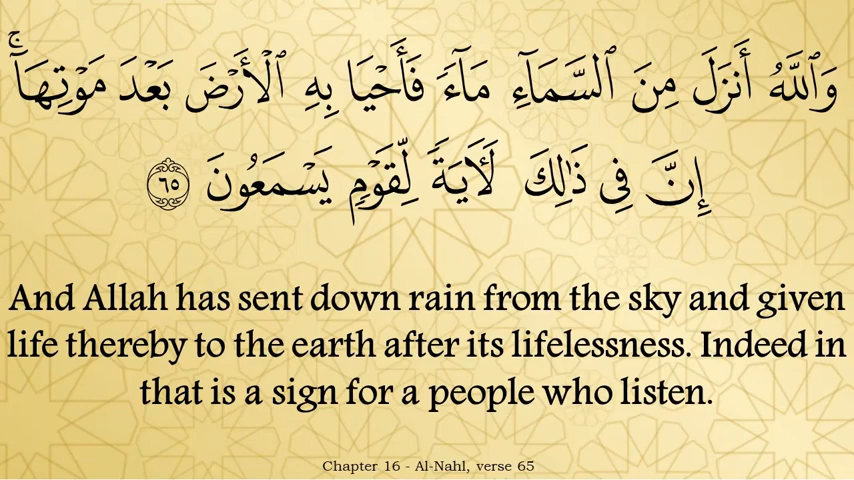 وَٱللَّهُ أَنزَلَ مِنَ ٱلسَّمَآءِ مَآءً فَأَحْيَا بِهِ ٱلْأَرْضَ بَعْدَ مَوْتِهَآ ۚ
إِنَّ فِى ذَٰلِكَ لَآيَةً لِّقَوْمٍ يَسْمَعُونَ ٦٥
And Allah has sent down rain from the sky and given
life thereby to the earth after its lifelessness. Indeed in
that is a sign for a people who listen.
Chapter 16 - Al-Nahl, verse 65